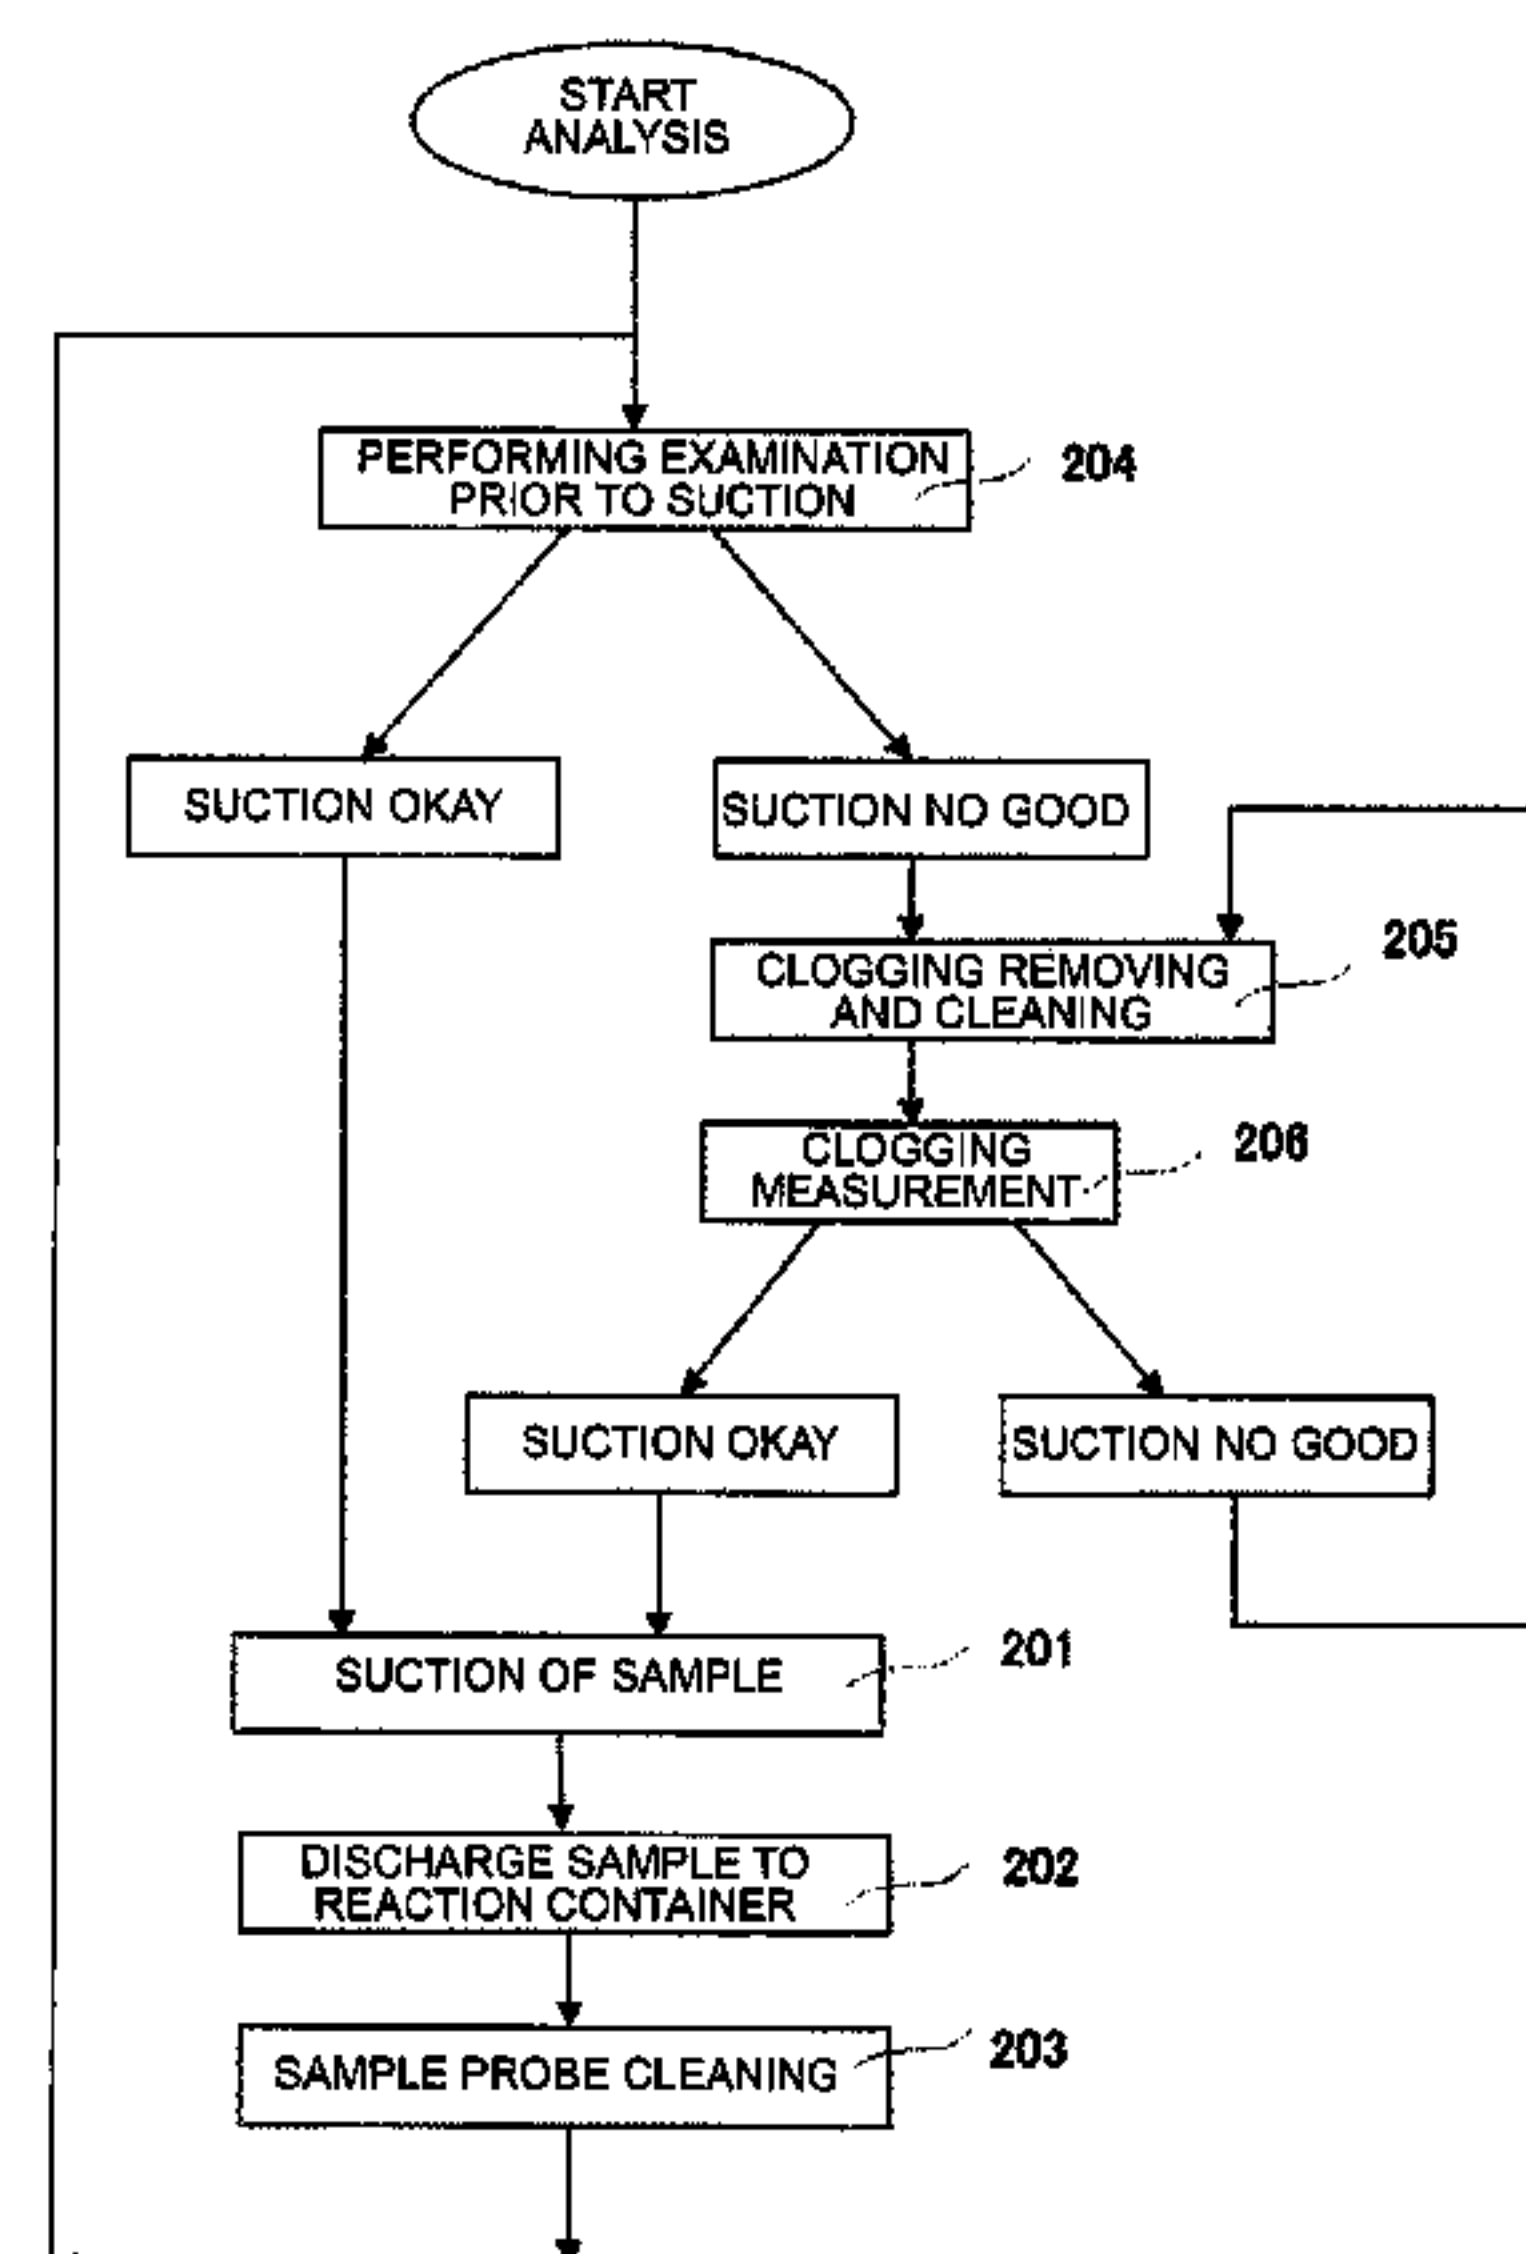 START
ANALYSIS
PERFORMING EXAMINATION
PRIOR TO SUCTION
204
SUCTION OKAY
SUCTION NO GOOD
205
CLOGGING REMOVING
AND CLEANING
CLOGGING
MEASUREMENT
206
SUCTION OKAY
SUCTION NO GOOD
SUCTION OF SAMPLE
201
DISCHARGE SAMPLE TO
REACTION CONTAINER
202
SAMPLE PROBE CLEANING
203